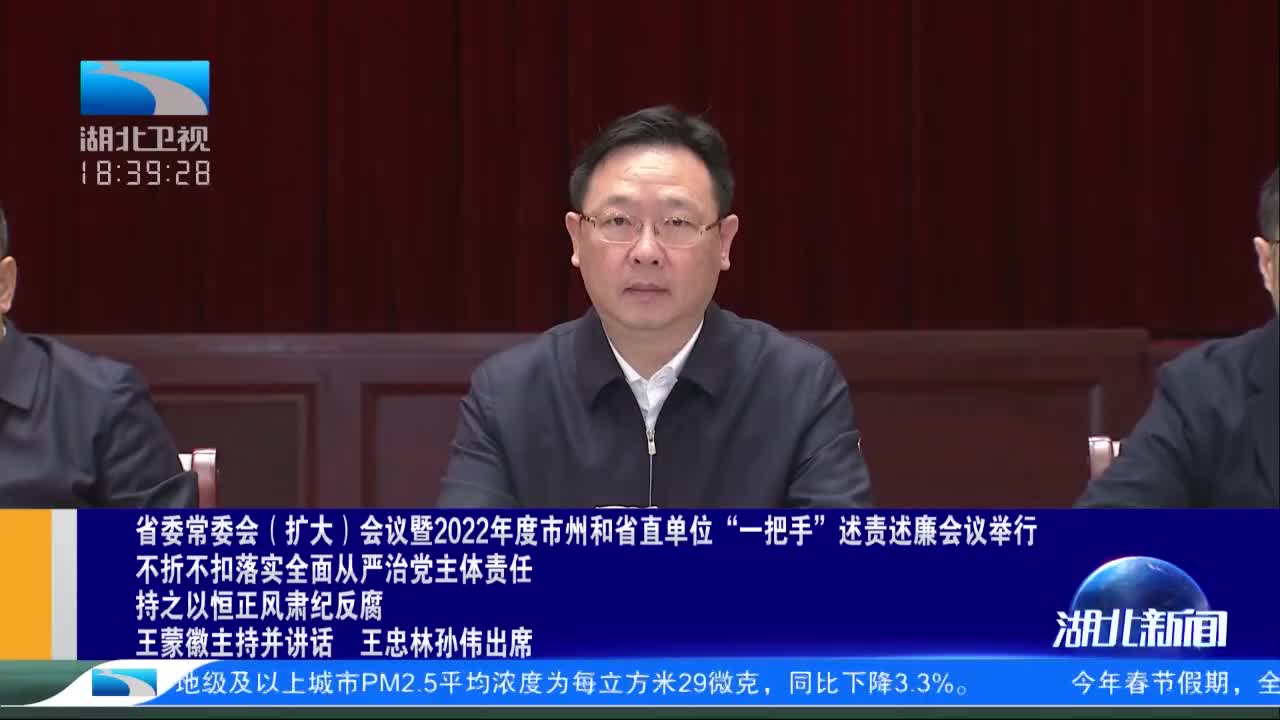 湖北卫视
18:39:28
省委常委会（扩大）会议暨2022年度市州和省直单位“一把手”述责述廉会议举行
不折不扣落实全面从严治党主体责任
持之以恒正风肃纪反腐
王蒙徽主持并讲话 王忠林孙伟出席
湖北新闻
地级及以上城市PM2.5平均浓度为每立方米29微克，同比下降3.3%。 今年春节假期，全